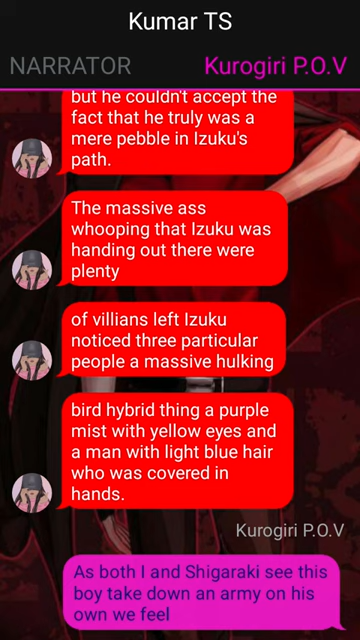 Kumar TS
NARRATOR
Kurogiri P.O.V
but he couldn't accept the
fact that he truly was a
mere pebble in Izuku's
path.
The massive ass
whooping that Izuku was
handing out there were
plenty
of villians left Izuku
noticed three particular
people a massive hulking
bird hybrid thing a purple
mist with yellow eyes and
a man with light blue hair
who was covered in
hands.
Kurogiri P.O.V
As both I and Shigaraki see this
boy take down an army on his
own we feel